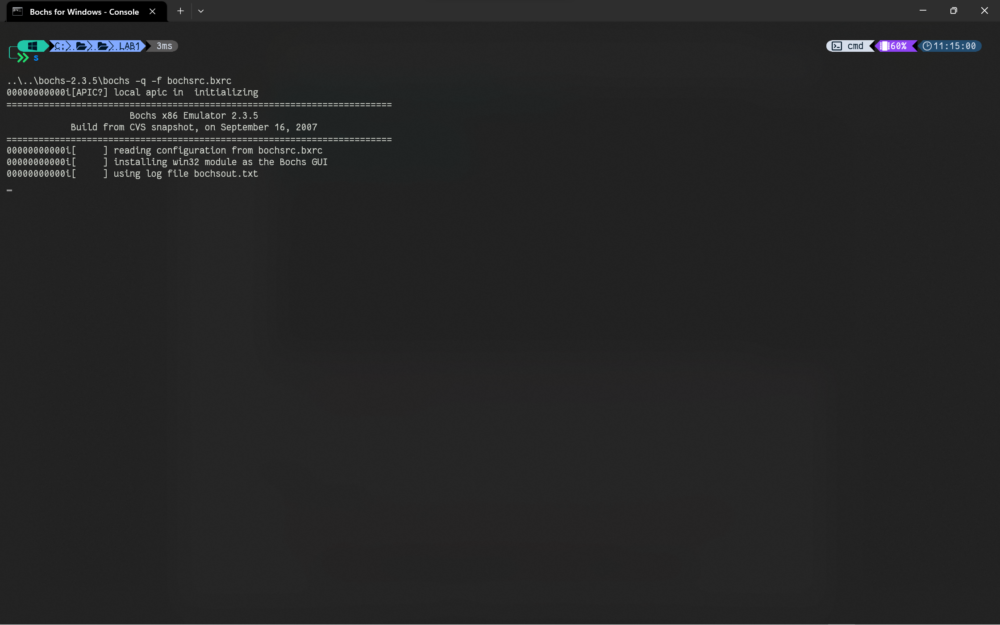 Bochs for Windows - Console
C: LAB1 3ms cmd 60% 11:15:00
s
..\..\bochs-2.3.5\bochs -q -f bochsrc.bxrc
00000000000i[APIC?] local apic in  initializing
========================================================================
                       Bochs x86 Emulator 2.3.5
            Build from CVS snapshot, on September 16, 2007
========================================================================
00000000000i[     ] reading configuration from bochsrc.bxrc
00000000000i[     ] installing win32 module as the Bochs GUI
00000000000i[     ] using log file bochsout.txt